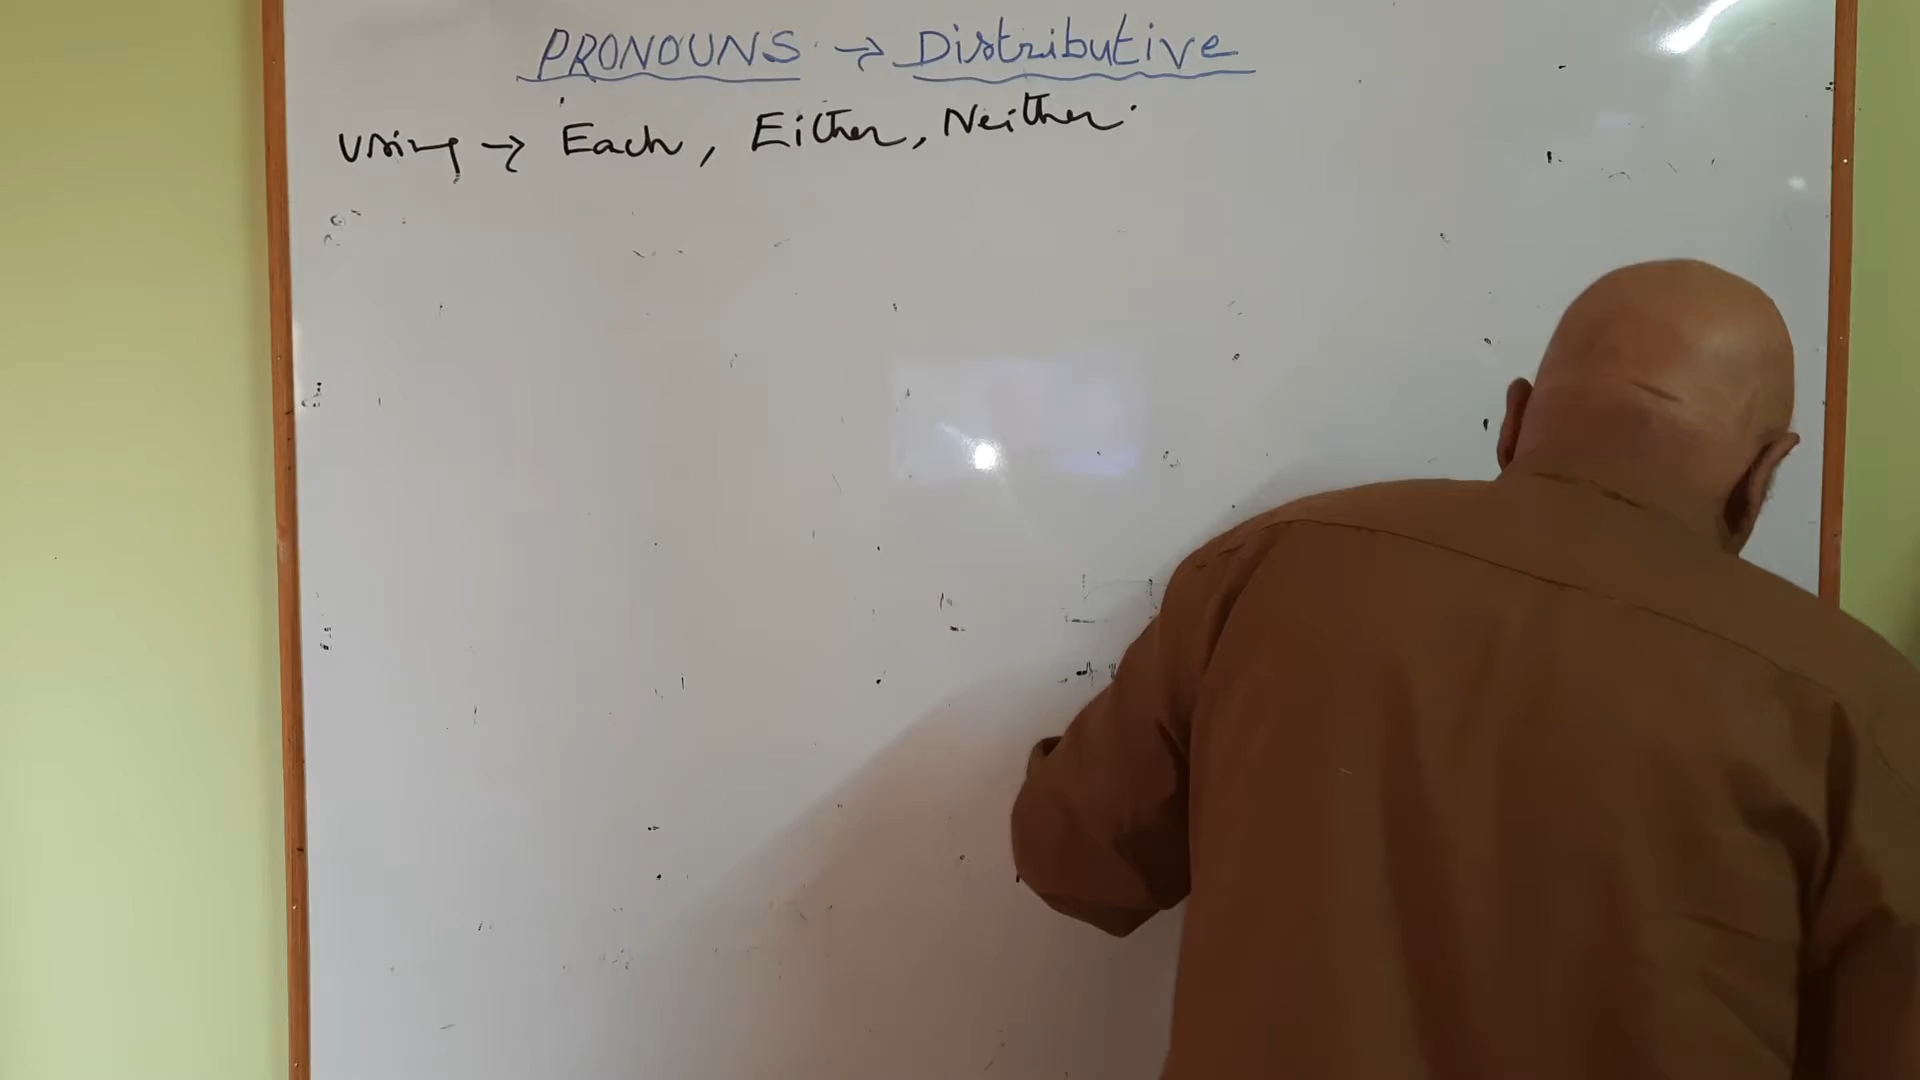 PRONOUNS → Distributive
Using → Each, Either, Neither.